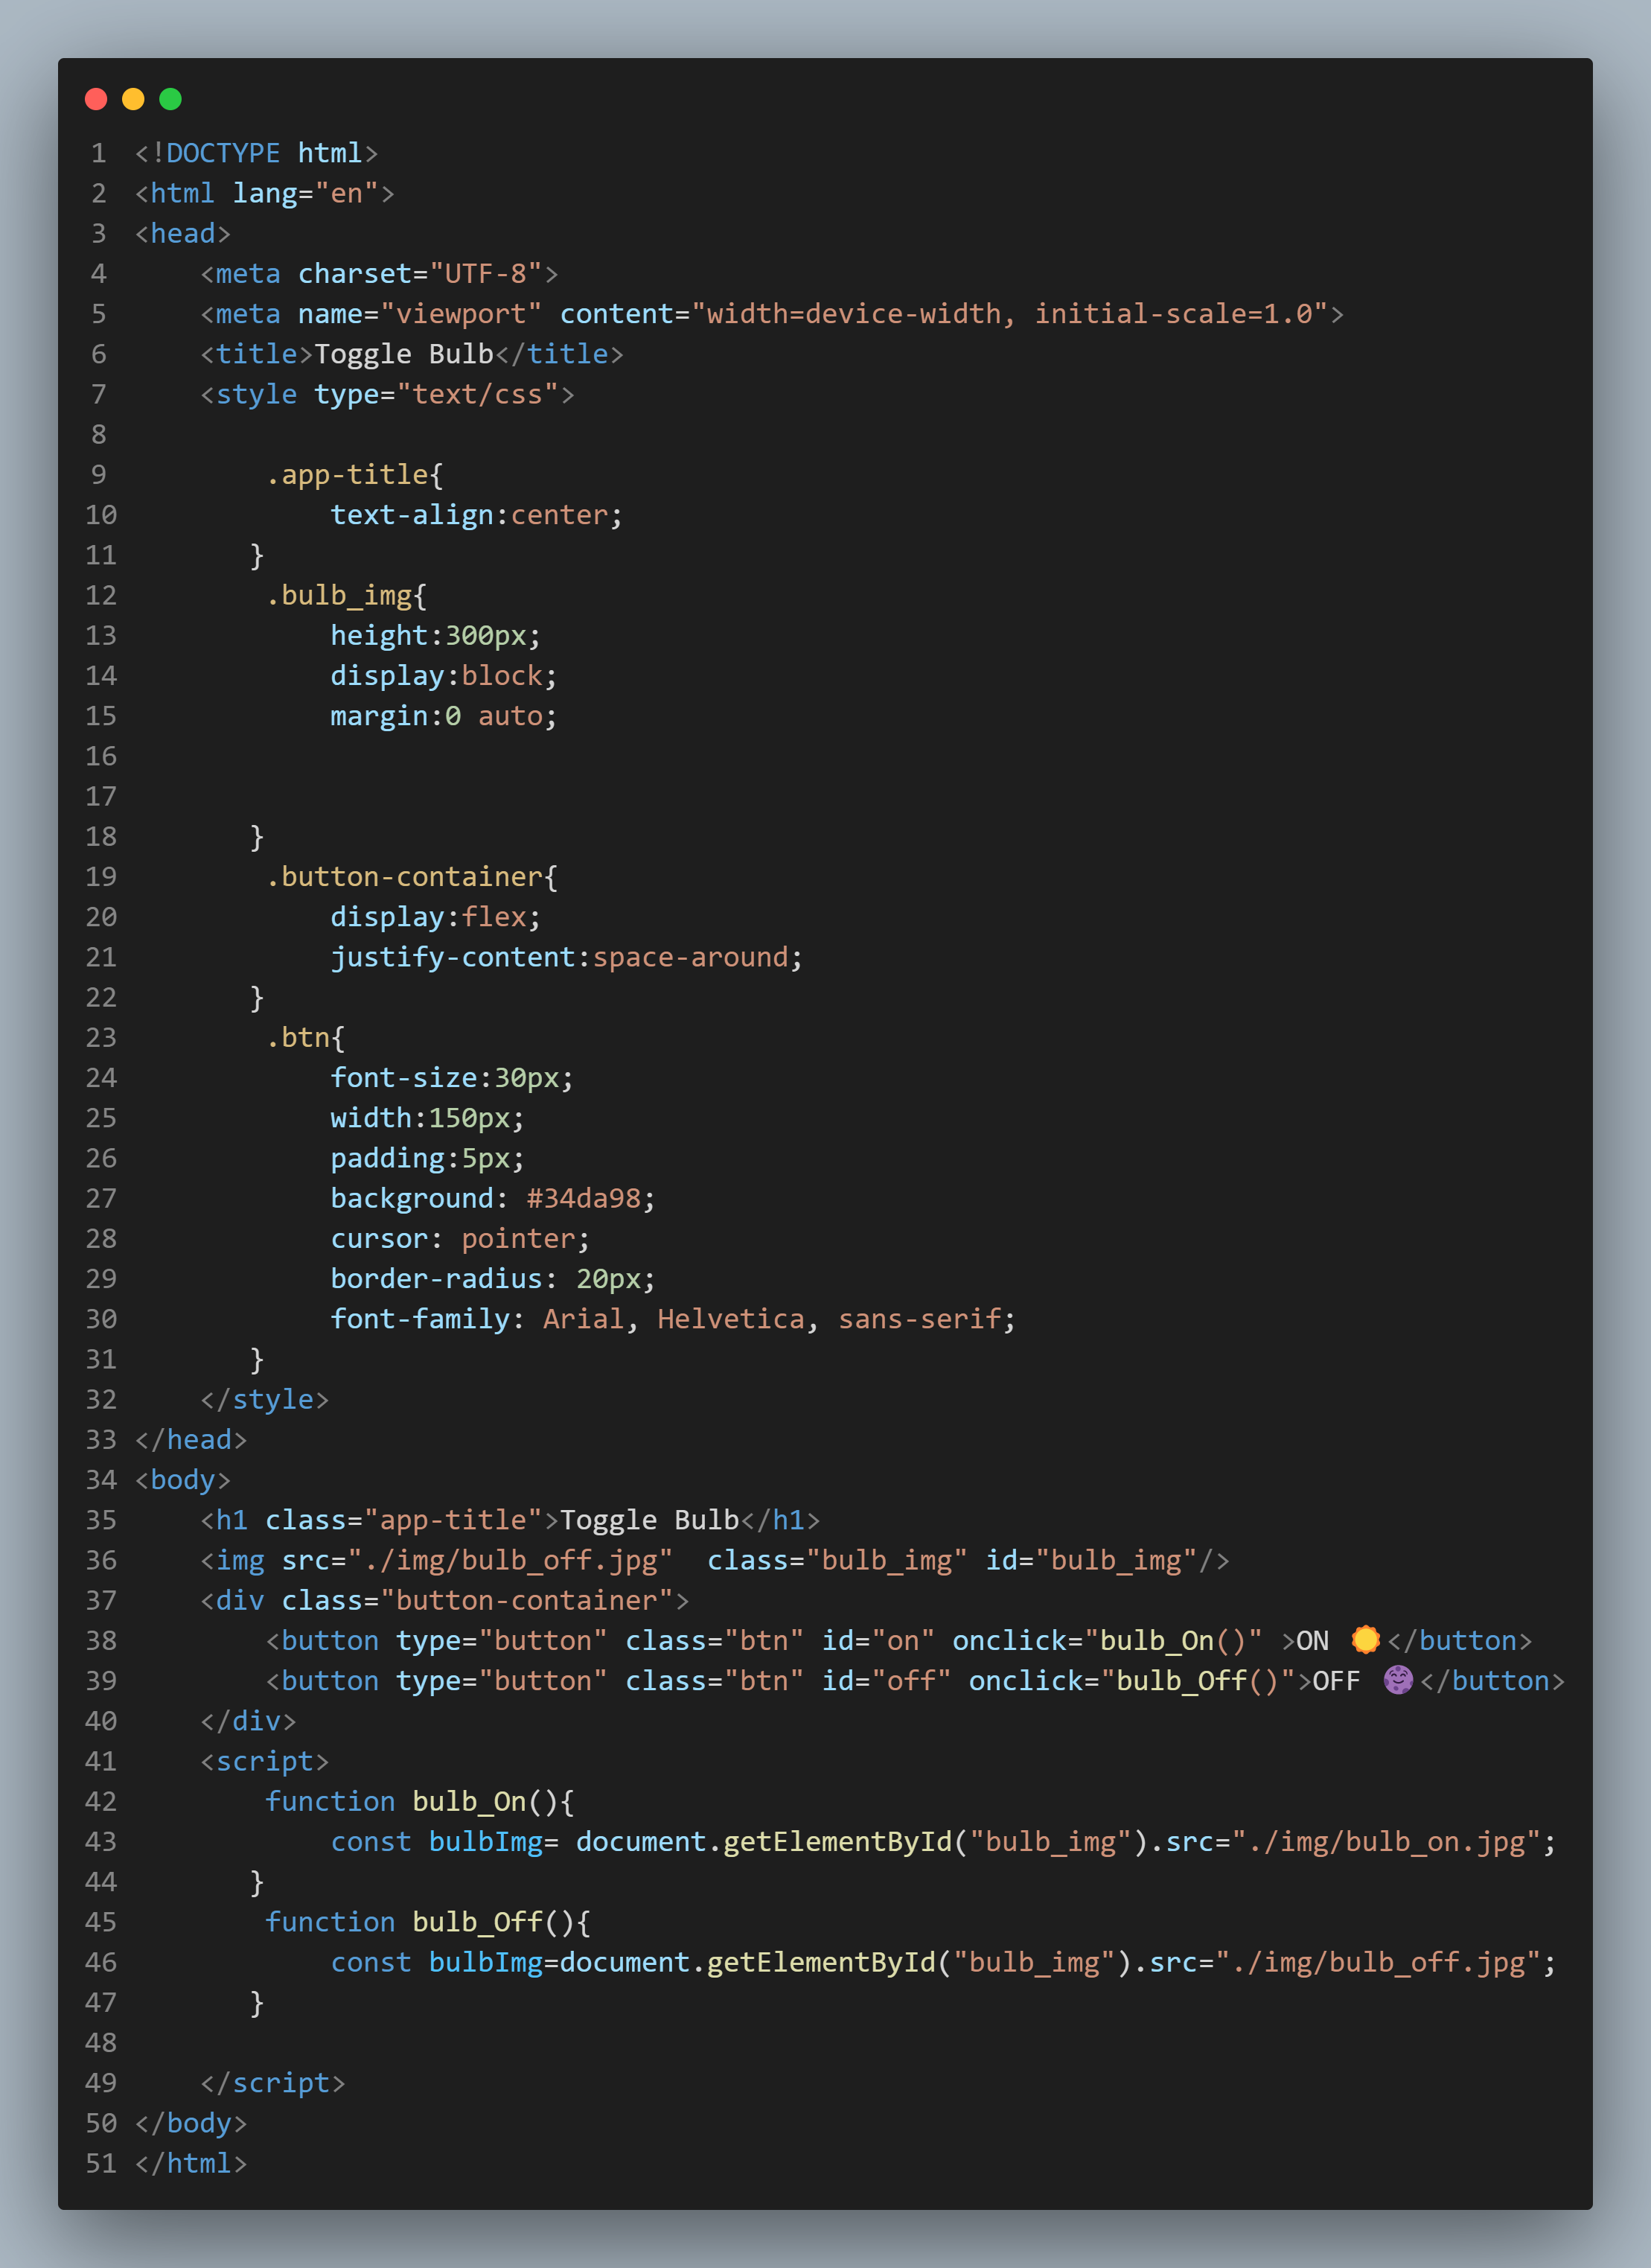 1 <!DOCTYPE html>
2 <html lang="en">
3 <head>
4     <meta charset="UTF-8">
5     <meta name="viewport" content="width=device-width, initial-scale=1.0">
6     <title>Toggle Bulb</title>
7     <style type="text/css">
8
9         .app-title{
10             text-align:center;
11        }
12         .bulb_img{
13             height:300px;
14             display:block;
15             margin:0 auto;
16
17
18        }
19         .button-container{
20             display:flex;
21             justify-content:space-around;
22        }
23         .btn{
24             font-size:30px;
25             width:150px;
26             padding:5px;
27             background: #34da98;
28             cursor: pointer;
29             border-radius: 20px;
30             font-family: Arial, Helvetica, sans-serif;
31        }
32     </style>
33 </head>
34 <body>
35     <h1 class="app-title">Toggle Bulb</h1>
36     <img src="./img/bulb_off.jpg"  class="bulb_img" id="bulb_img"/>
37     <div class="button-container">
38         <button type="button" class="btn" id="on" onclick="bulb_On()" >ON 🌞</button>
39         <button type="button" class="btn" id="off" onclick="bulb_Off()">OFF 🌚</button>
40     </div>
41     <script>
42         function bulb_On(){
43             const bulbImg= document.getElementById("bulb_img").src="./img/bulb_on.jpg";
44        }
45         function bulb_Off(){
46             const bulbImg=document.getElementById("bulb_img").src="./img/bulb_off.jpg";
47        }
48
49     </script>
50 </body>
51 </html>